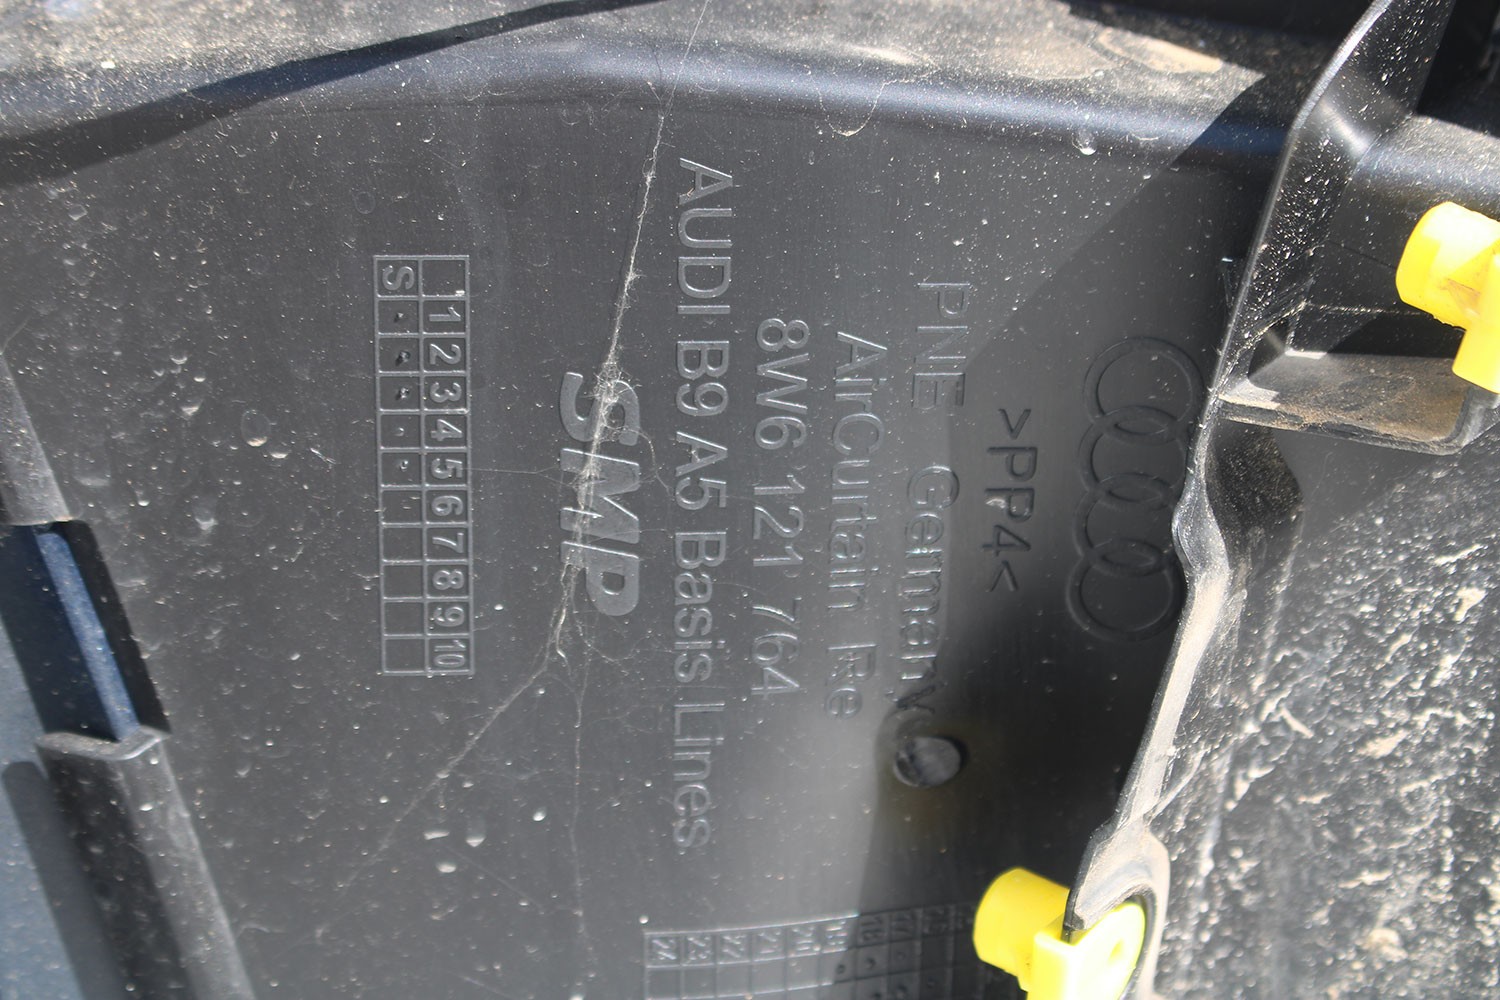 >PP4<
PNE Germany
AirCurtain Re
8W6 121 764
AUDI B9 A5 Basis Lines
SMP
1 2 3 4 5 6 7 8 9 10
S